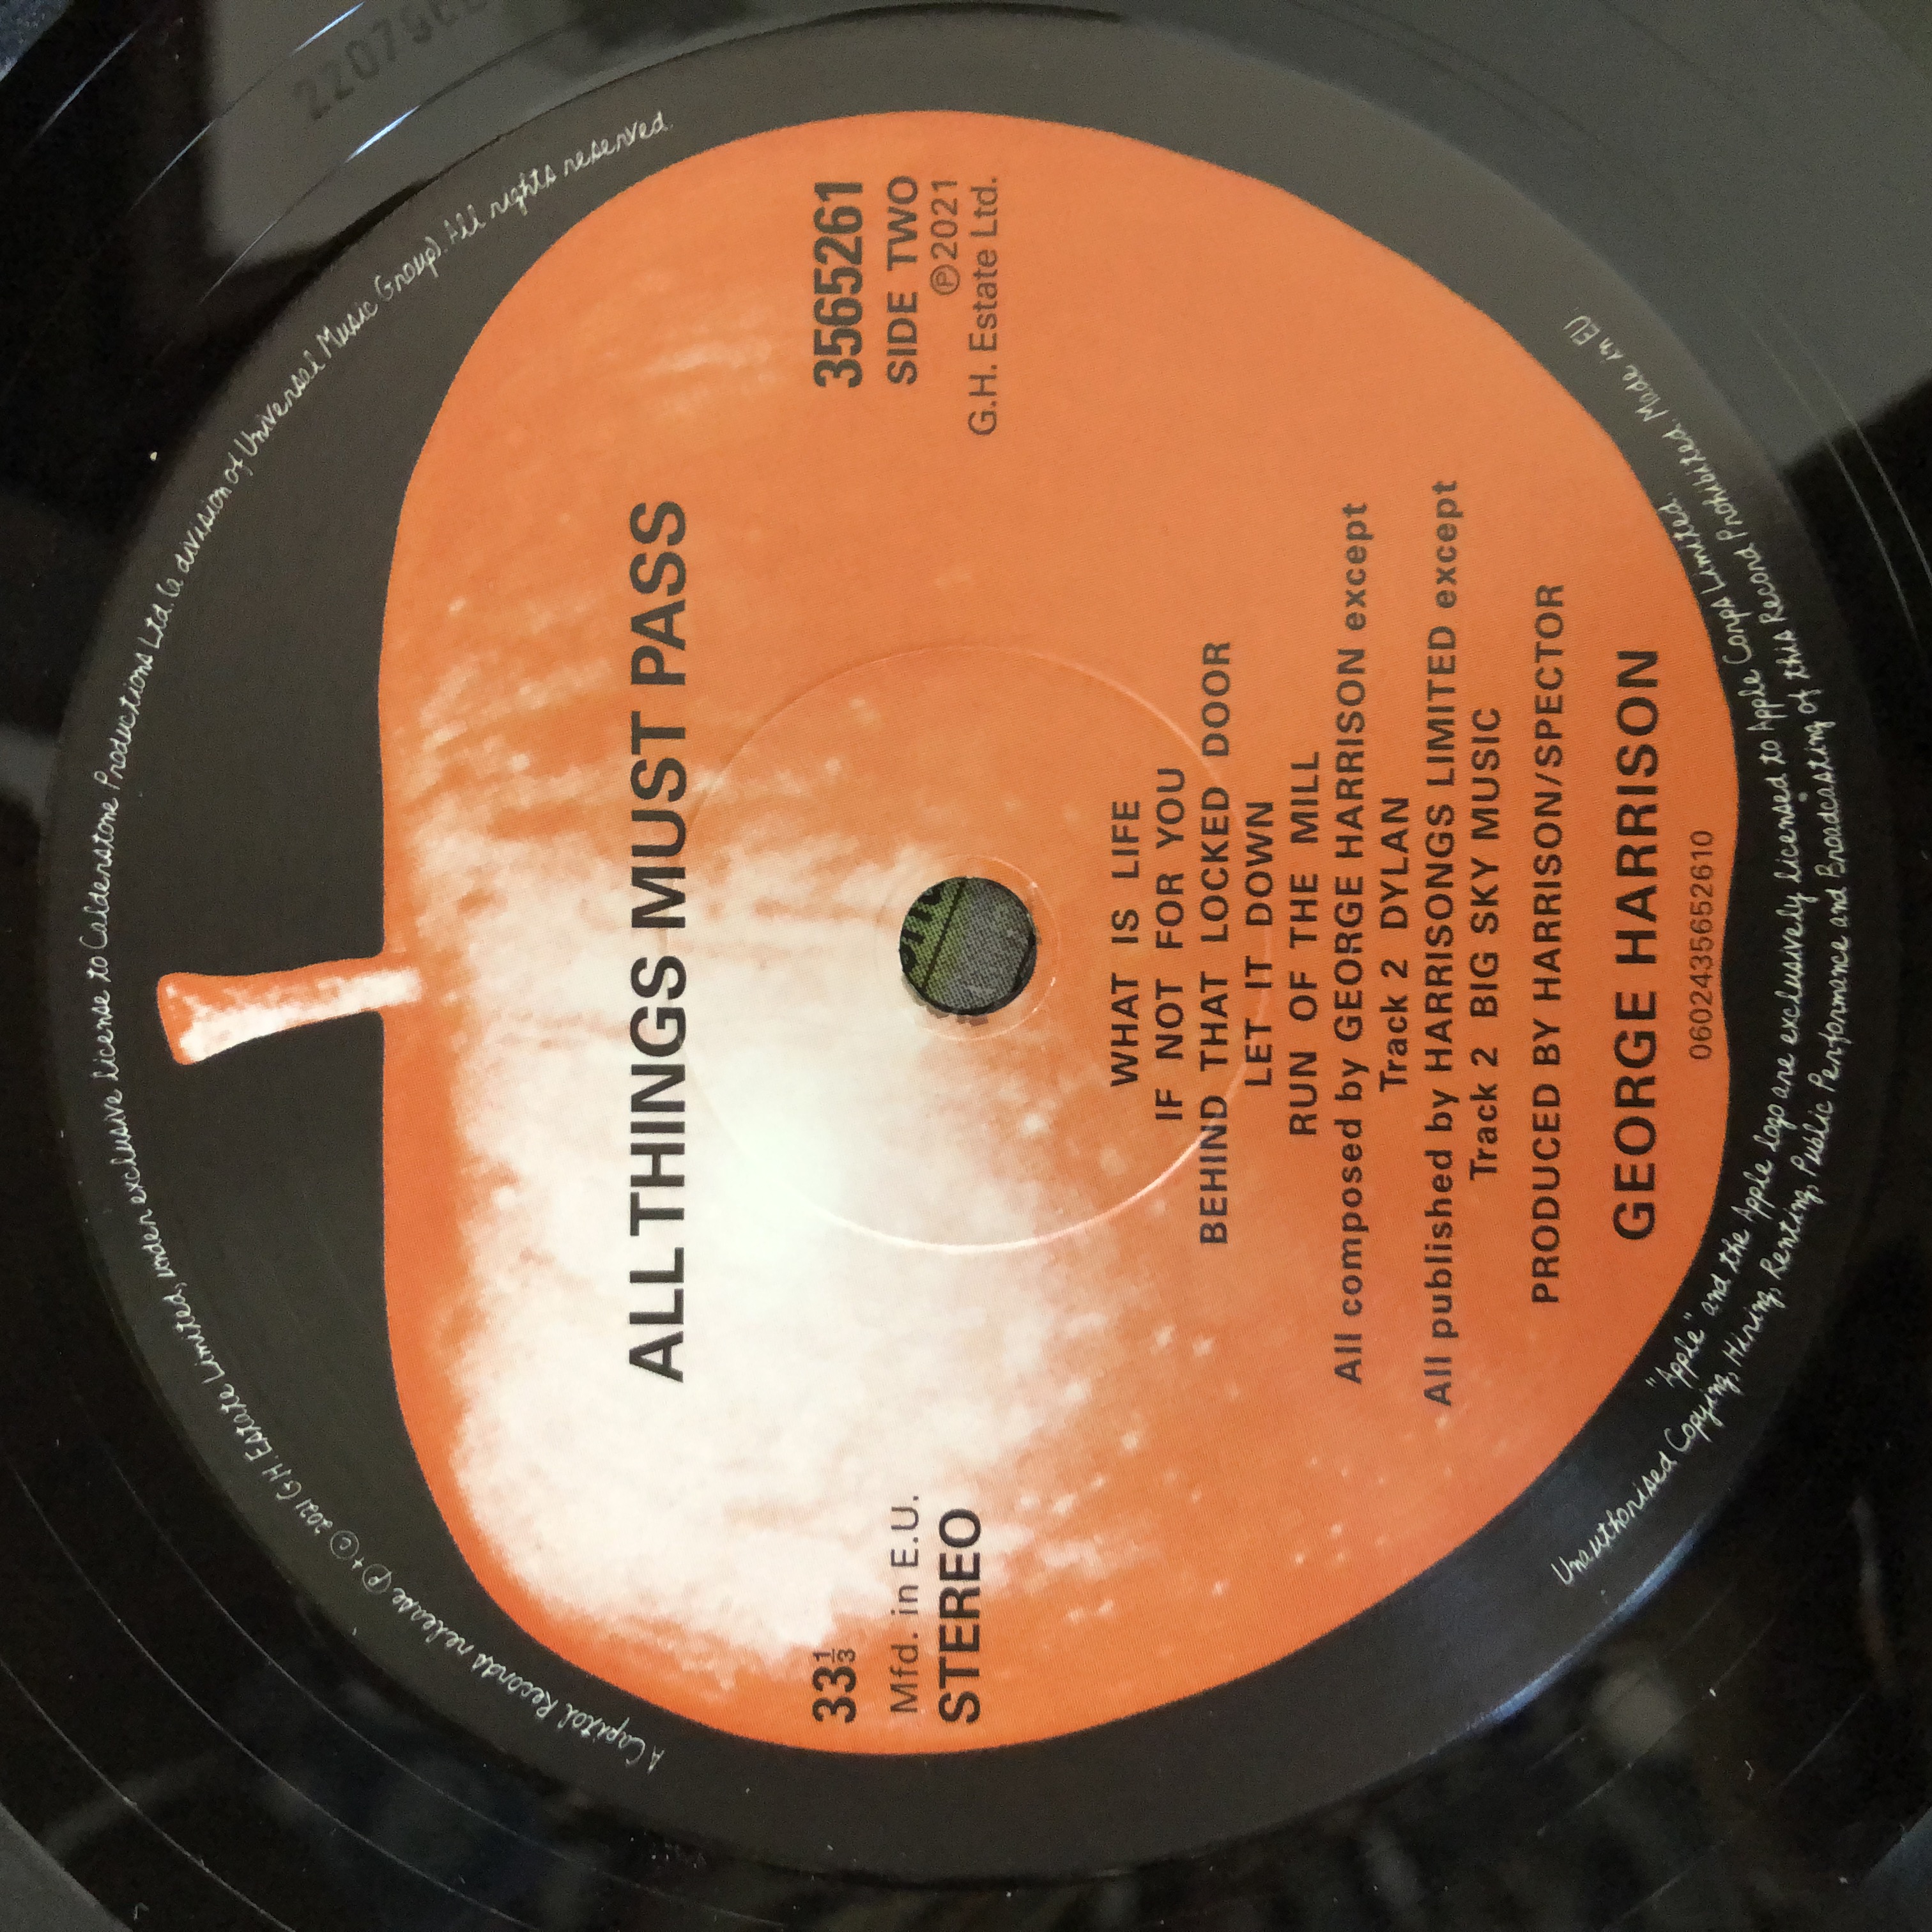 ALL THINGS MUST PASS
33⅓
Mfd. in E.U.
STEREO
3565261
SIDE TWO
℗2021
G.H. Estate Ltd.
WHAT IS LIFE
IF NOT FOR YOU
BEHIND THAT LOCKED DOOR
LET IT DOWN
RUN OF THE MILL
All composed by GEORGE HARRISON except
Track 2 DYLAN
All published by HARRISONGS LIMITED except
Track 2 BIG SKY MUSIC
PRODUCED BY HARRISON/SPECTOR
GEORGE HARRISON
0602435652610
A Capitol Records release ℗+© 2021 G.H. Estate Limited, under exclusive license to Calderstone Productions Ltd. (a division of Universal Music Group). All rights reserved.
"Apple" and the Apple logo are exclusively licensed to Apple Corps Limited.
Unauthorised Copying, Hiring, Renting, Public Performance and Broadcasting of this Record Prohibited. Made in EU